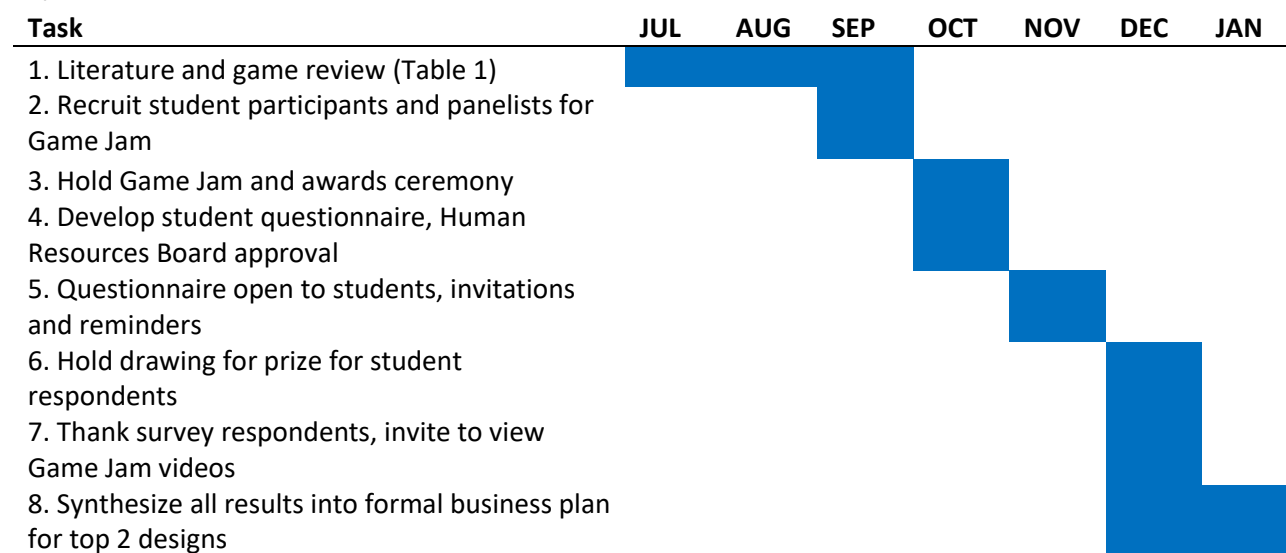 Task JUL AUG SEP OCT NOV DEC JAN
1. Literature and game review (Table 1)
2. Recruit student participants and panelists for
Game Jam
3. Hold Game Jam and awards ceremony
4. Develop student questionnaire, Human
Resources Board approval
5. Questionnaire open to students, invitations
and reminders
6. Hold drawing for prize for student
respondents
7. Thank survey respondents, invite to view
Game Jam videos
8. Synthesize all results into formal business plan
for top 2 designs